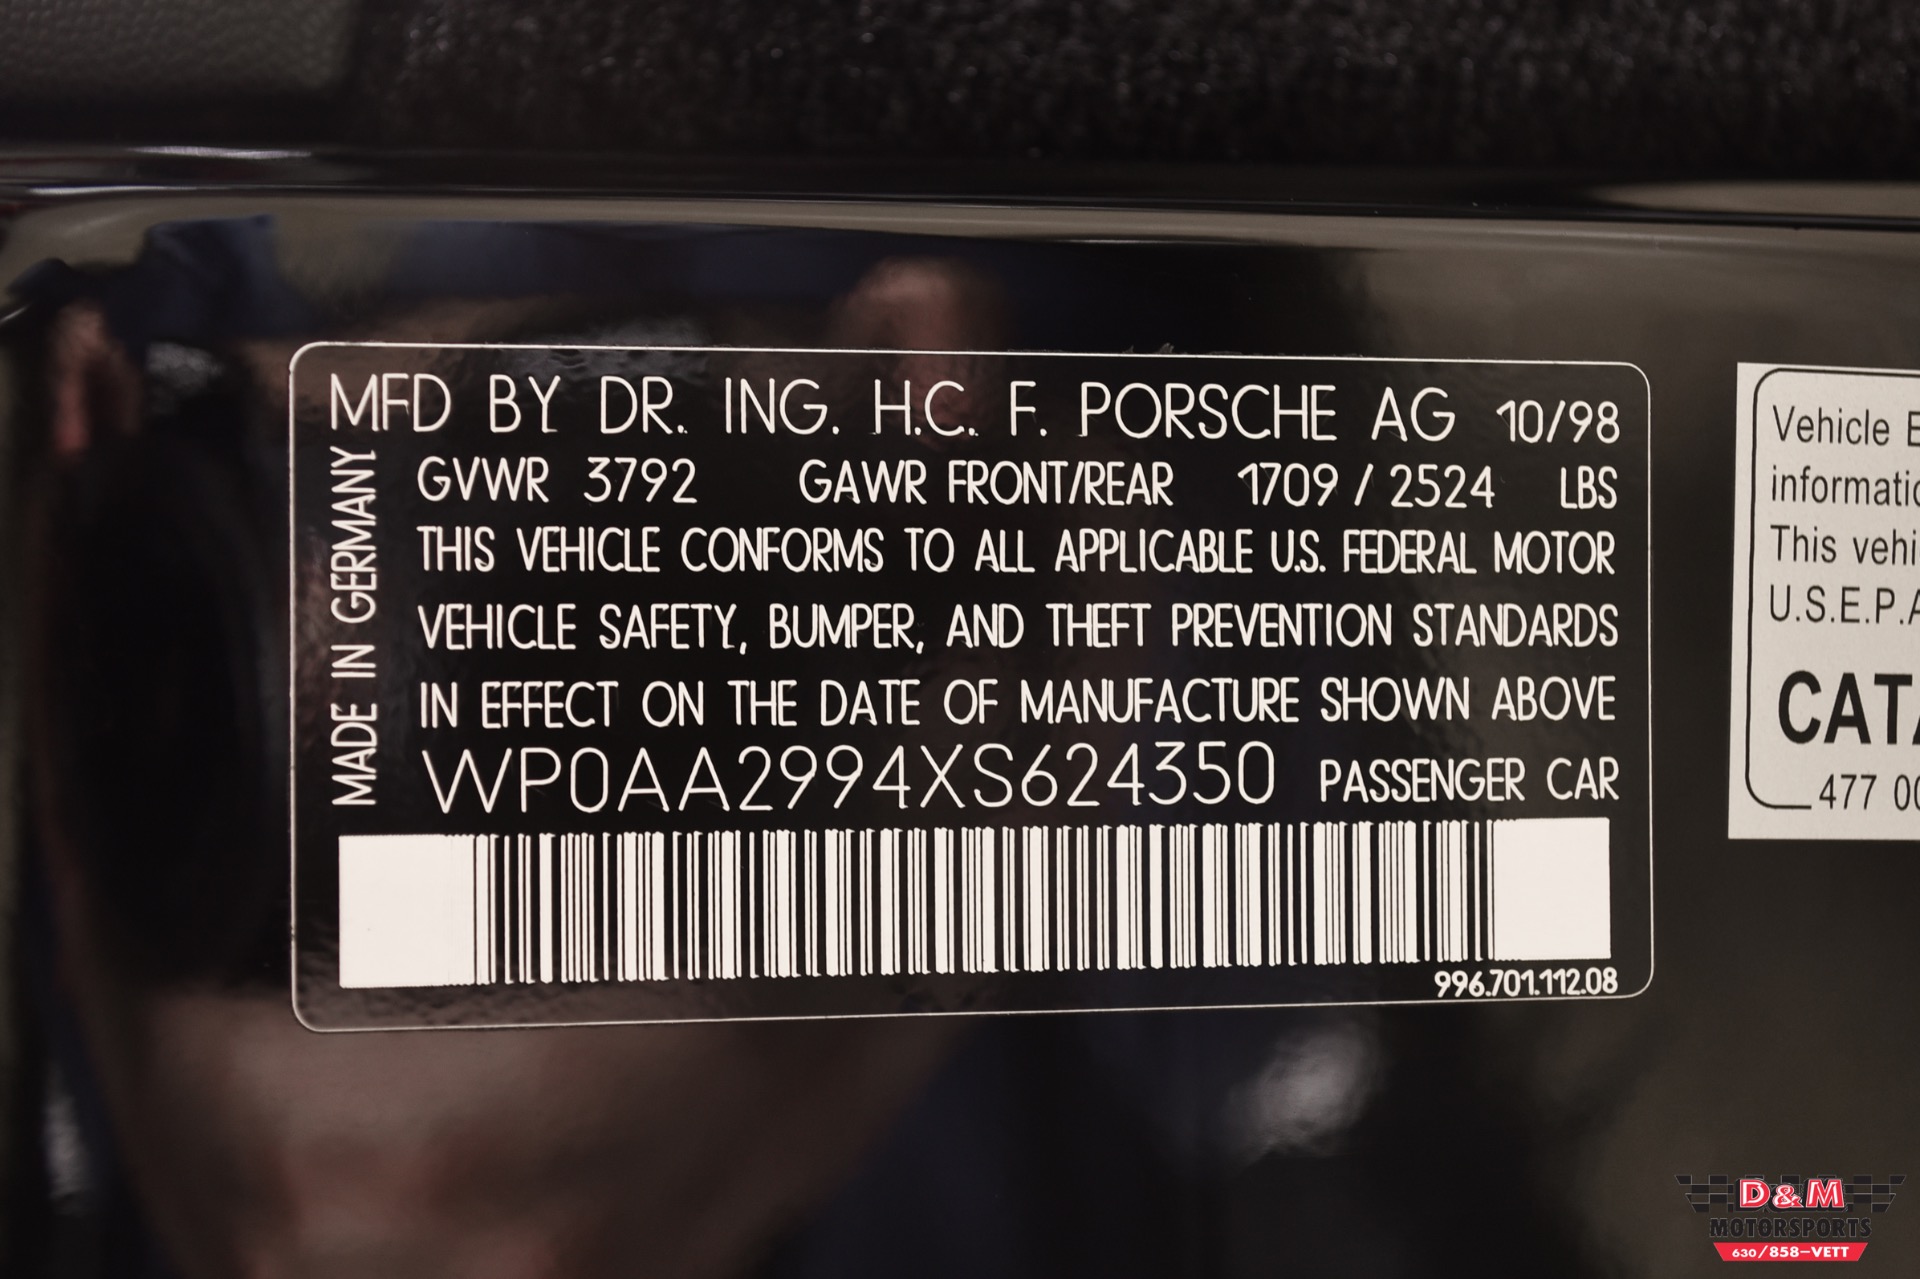 MFD BY DR. ING. H.C. F. PORSCHE AG 10/98
GVWR 3792 GAWR FRONT/REAR 1709 / 2524 LBS
THIS VEHICLE CONFORMS TO ALL APPLICABLE U.S. FEDERAL MOTOR
VEHICLE SAFETY, BUMPER, AND THEFT PREVENTION STANDARDS
IN EFFECT ON THE DATE OF MANUFACTURE SHOWN ABOVE
WP0AA2994XS624350 PASSENGER CAR
996.701.112.08
MADE IN GERMANY
Vehicle
This
477
D&M
MOTORSPORTS
630/858-VETT